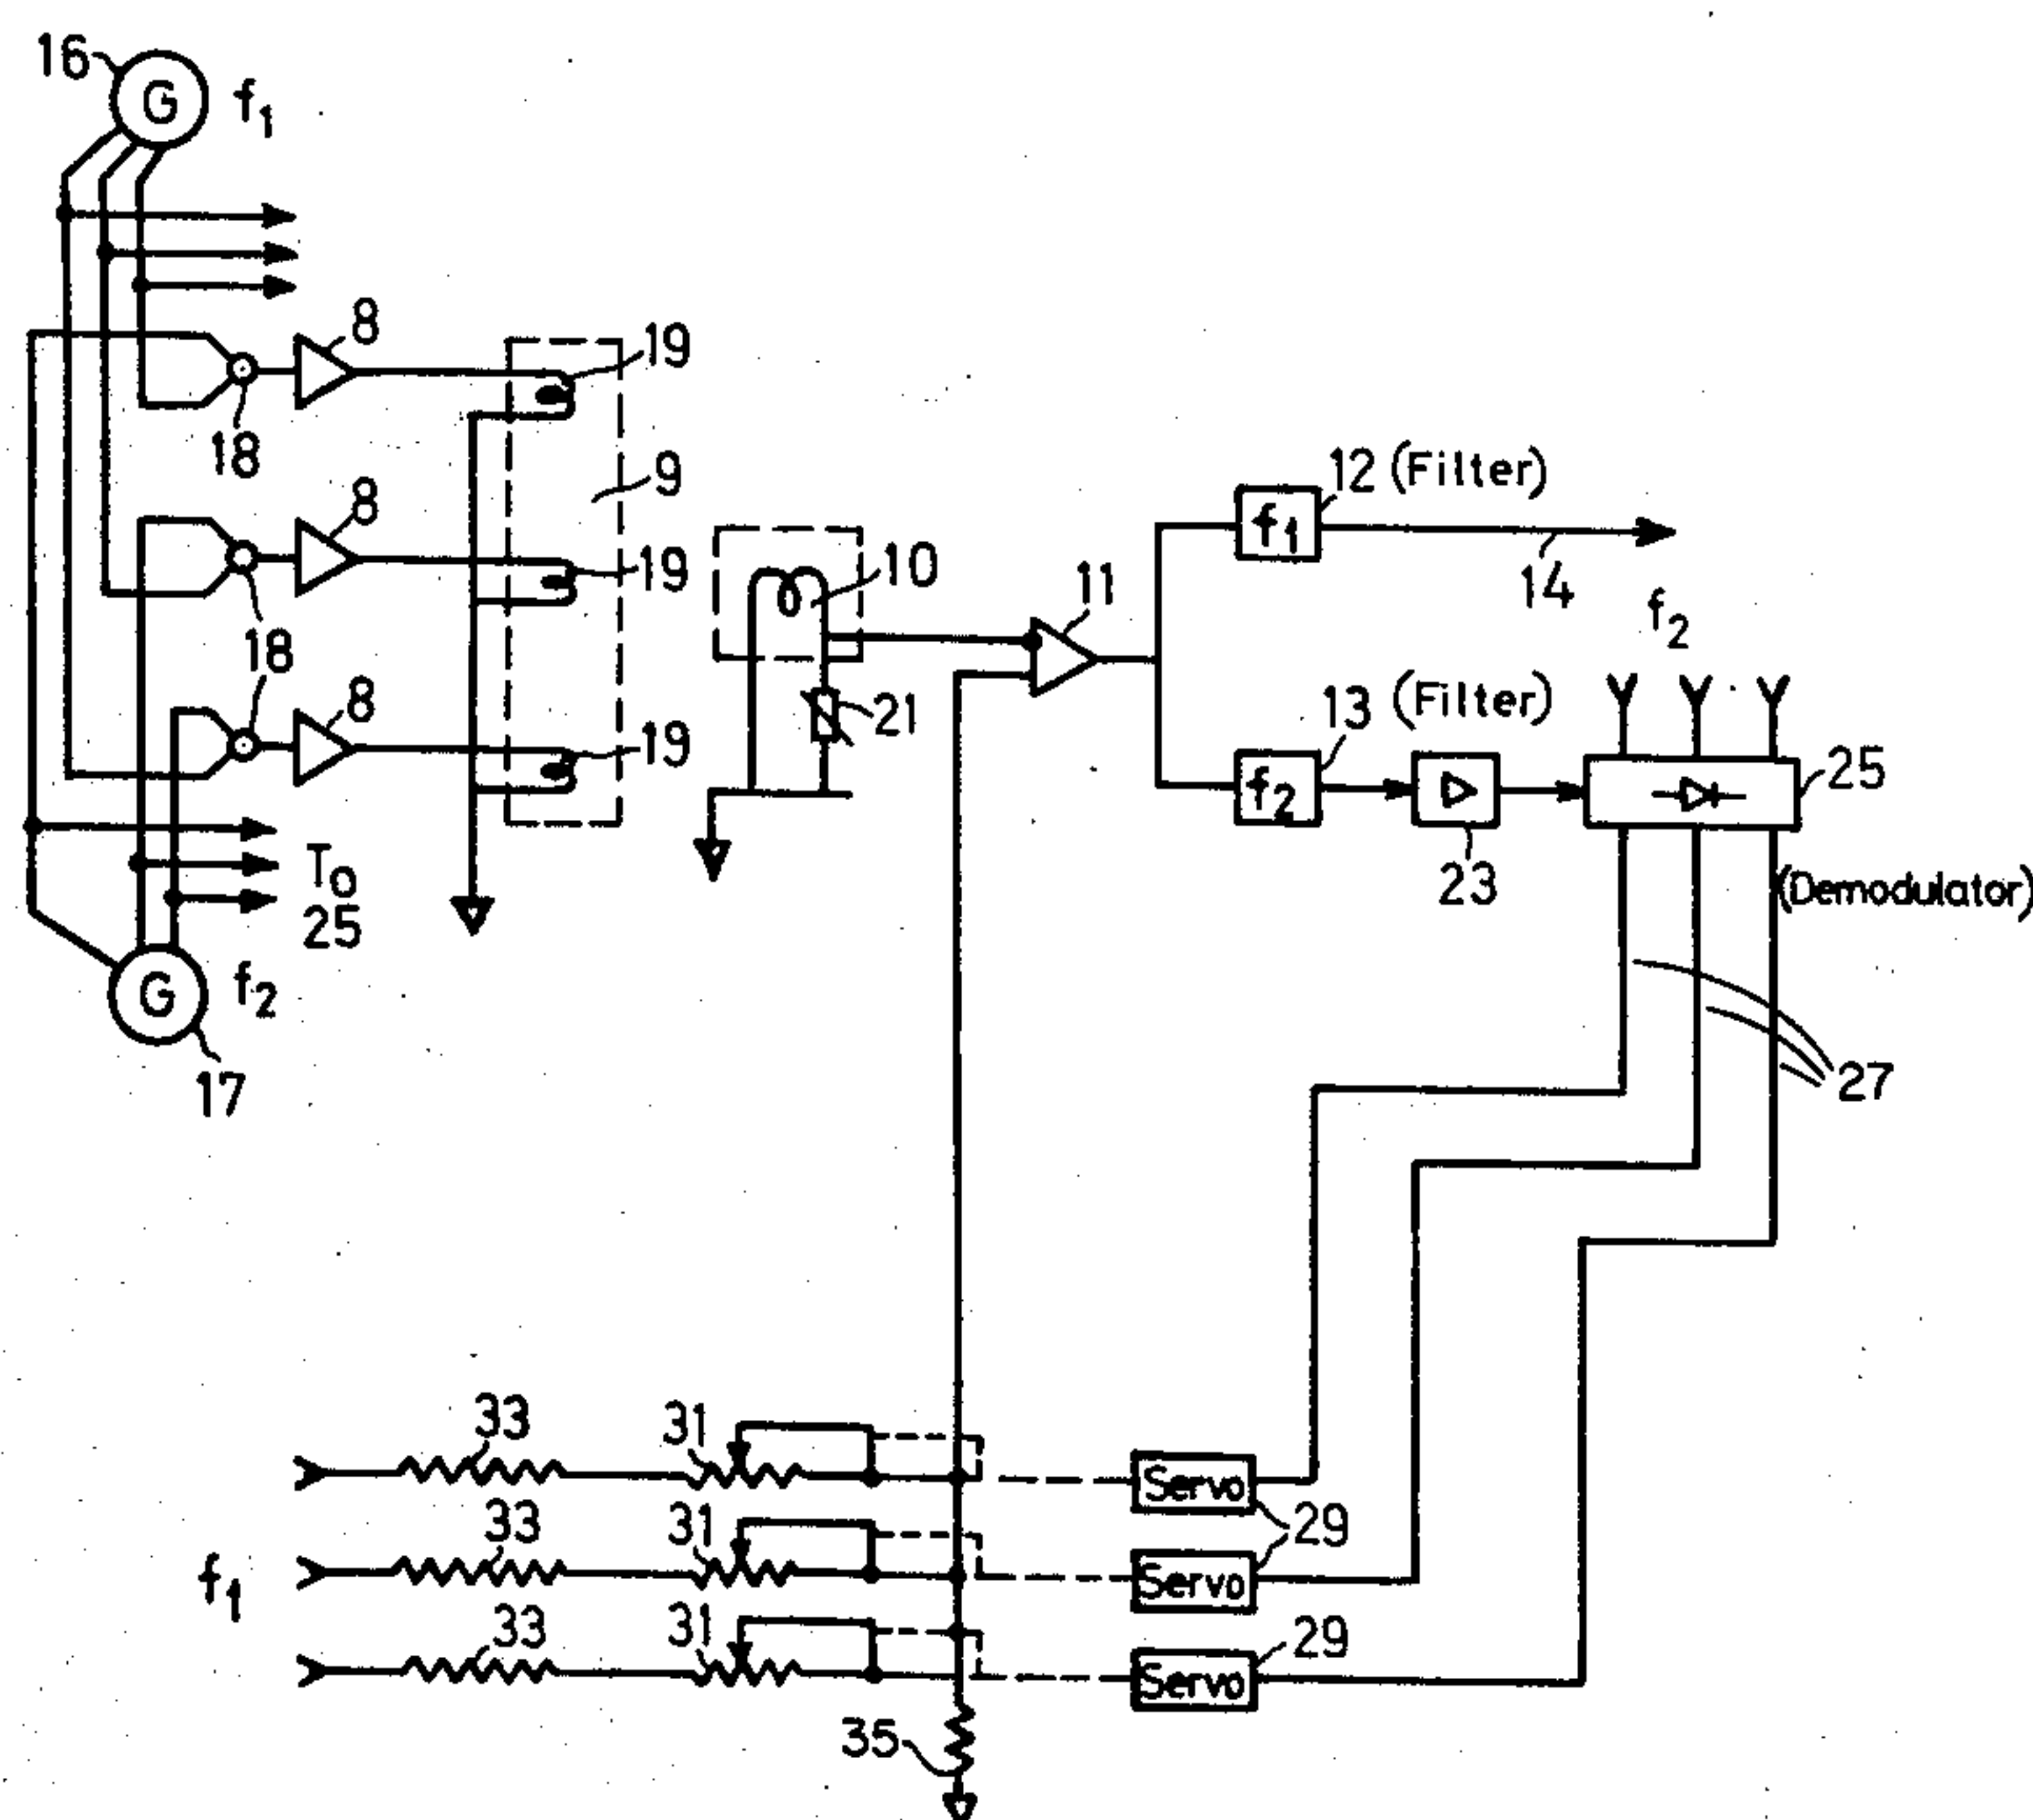 16
G f1
8
19
18
9
8
12 (Filter)
f1
19
10
11
14
f2
18
8
13 (Filter)
21
19
f2
25
23
To
25
(Demodulator)
G f2
17
27
33
31
Servo
33
31
29
f1
Servo
33
31
29
Servo
35